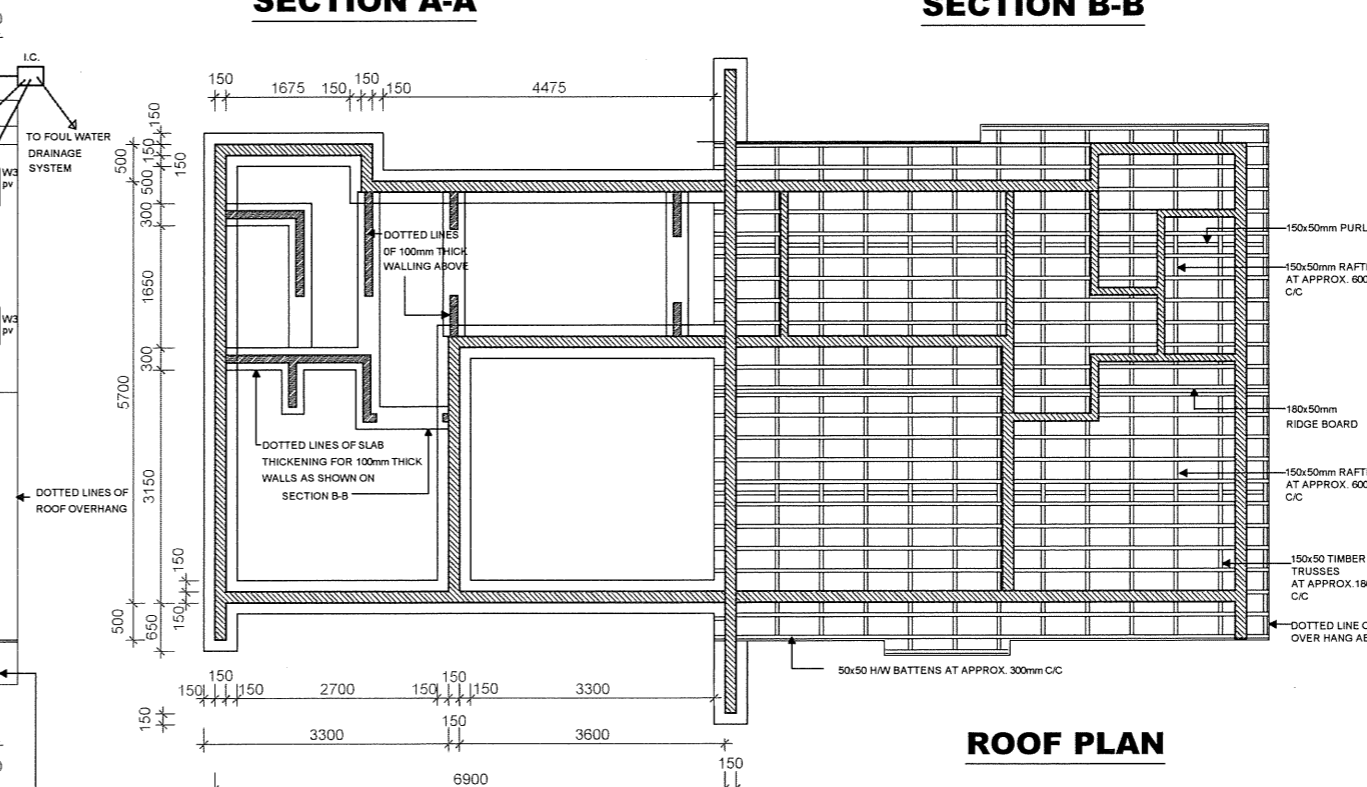 SECTION A-A
SECTION B-B
I.C.
TO FOUL WATER
DRAINAGE
SYSTEM
W3
pv
W3
pv
DOTTED LINES OF
ROOF OVERHANG
150
1675
150
150
150
4475
150
150
150
500
500
300
1650
300
5700
3150
150
150
500
650
150
DOTTED LINES
OF 100mm THICK
WALLING ABOVE
DOTTED LINES OF SLAB
THICKENING FOR 100mm THICK
WALLS AS SHOWN ON
SECTION B-B
150x50mm PURL
150x50mm RAFT
AT APPROX. 600
C/C
180x50mm
RIDGE BOARD
150x50mm RAFT
AT APPROX. 600
C/C
150x50 TIMBER
TRUSSES
AT APPROX.18
C/C
DOTTED LINE
OVER HANG AB
50x50 H/W BATTENS AT APPROX. 300mm C/C
150
150
150
2700
150
150
150
3300
3300
150
3600
150
6900
ROOF PLAN